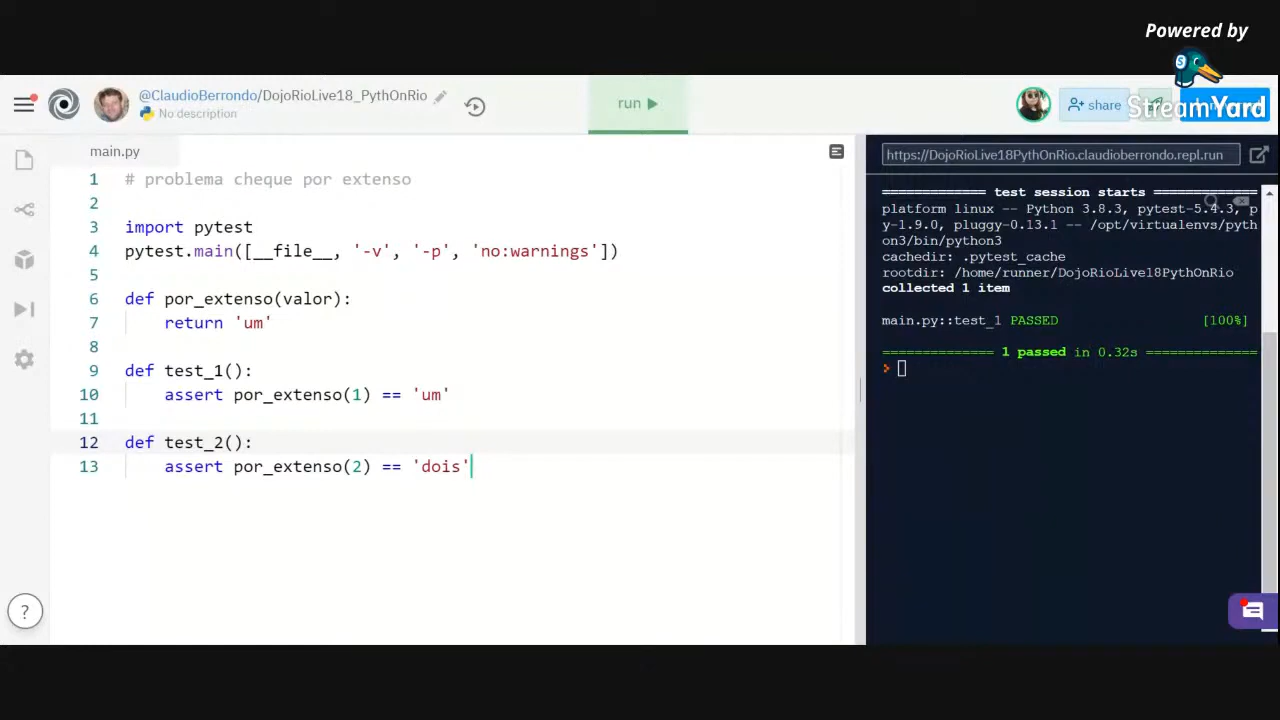 Powered by
StreamYard
@ClaudioBerrondo/DojoRioLive18_PythOnRio
No description
run
share
main.py
1 # problema cheque por extenso
2
3 import pytest
4 pytest.main([__file__, '-v', '-p', 'no:warnings'])
5
6 def por_extenso(valor):
7 return 'um'
8
9 def test_1():
10 assert por_extenso(1) == 'um'
11
12 def test_2():
13 assert por_extenso(2) == 'dois'
?
https://DojoRioLive18PythOnRio.claudioberrondo.repl.run
============= test session starts =============
platform linux -- Python 3.8.3, pytest-5.4.3, p
y-1.9.0, pluggy-0.13.1 -- /opt/virtualenvs/pyth
on3/bin/python3
cachedir: .pytest_cache
rootdir: /home/runner/DojoRioLive18PythOnRio
collected 1 item
main.py::test_1 PASSED [100%]
============== 1 passed in 0.32s ==============